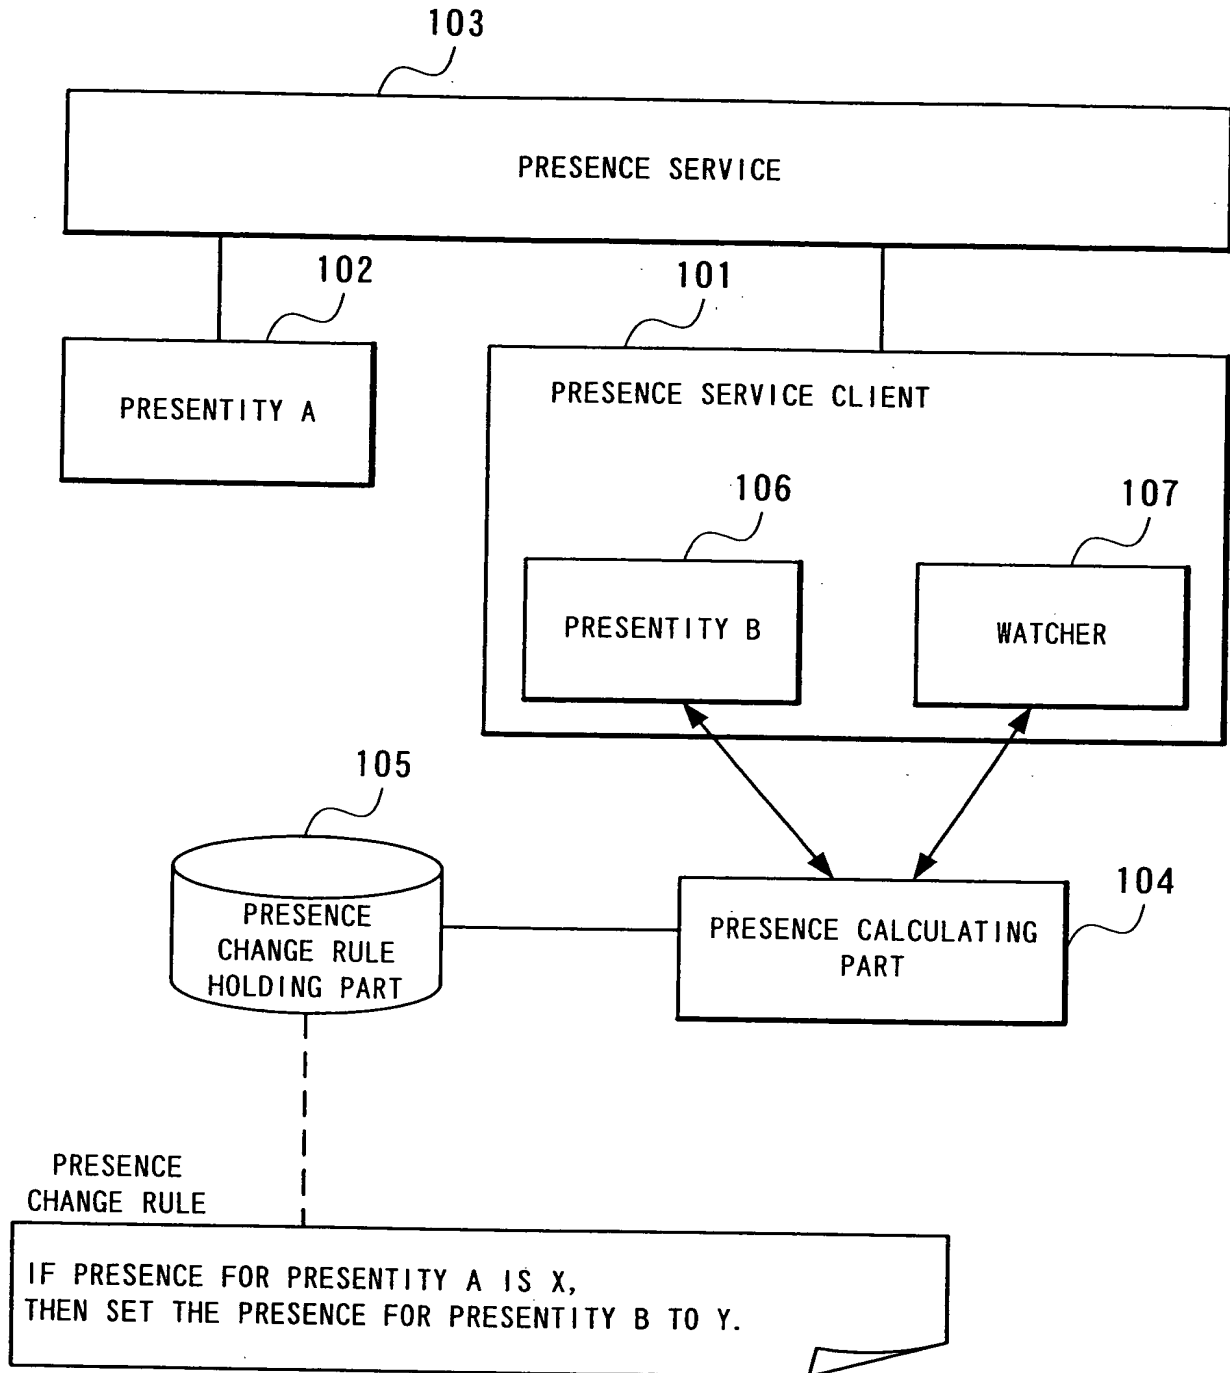 103
PRESENCE SERVICE
102
101
PRESENTITY A
PRESENCE SERVICE CLIENT
106
107
PRESENTITY B
WATCHER
105
104
PRESENCE
CHANGE RULE
HOLDING PART
PRESENCE CALCULATING
PART
PRESENCE
CHANGE RULE
IF PRESENCE FOR PRESENTITY A IS X,
THEN SET THE PRESENCE FOR PRESENTITY B TO Y.